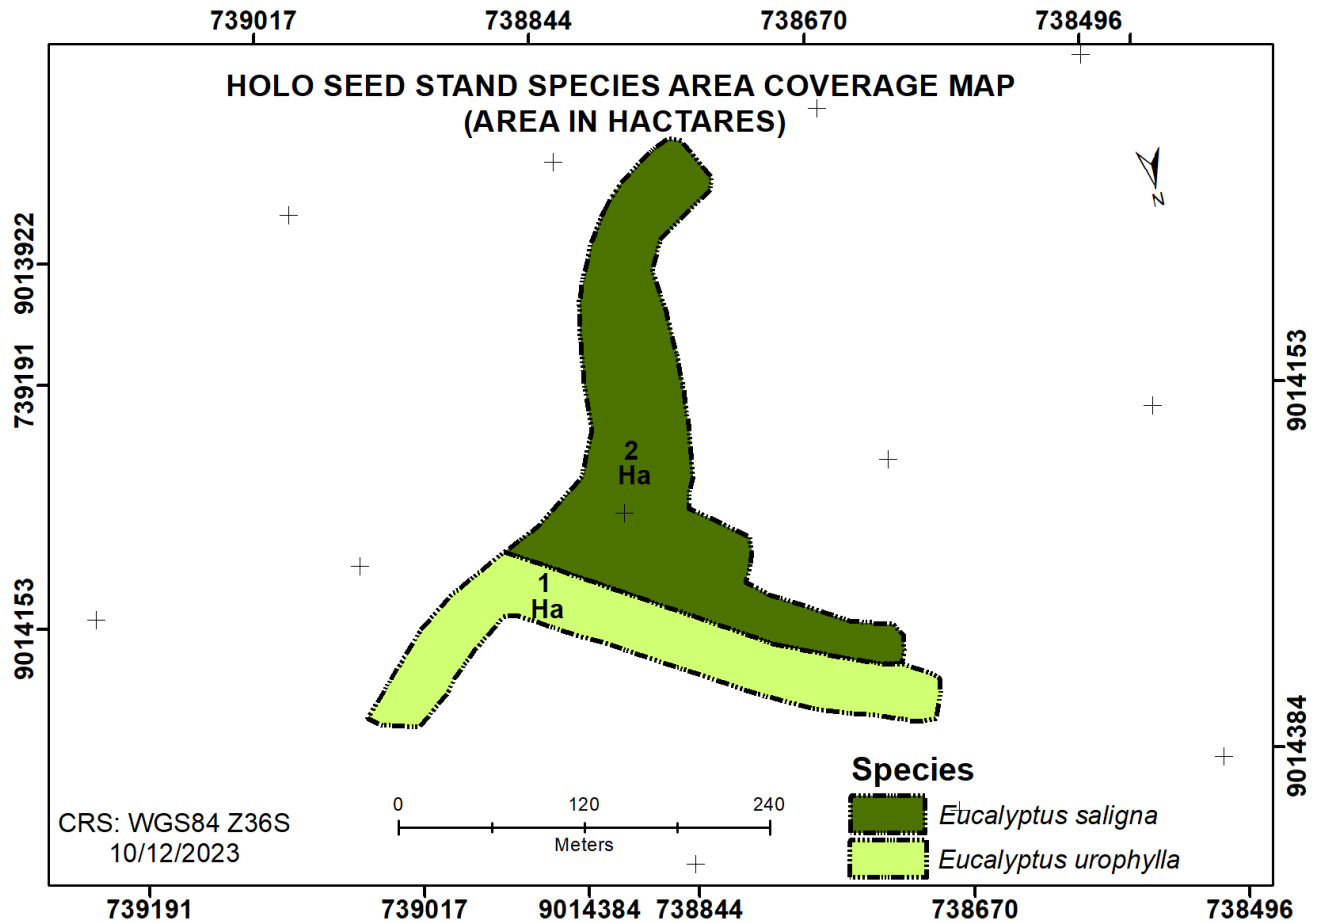 739017 738844 738670 738496
HOLO SEED STAND SPECIES AREA COVERAGE MAP
(AREA IN HACTARES)
N
9013922
739191
9014153
9014153
9014384
2
Ha
1
Ha
Species
Eucalyptus saligna
Eucalyptus urophylla
0 120 240
Meters
CRS: WGS84 Z36S
10/12/2023
739191 739017 9014384 738844 738670 738496